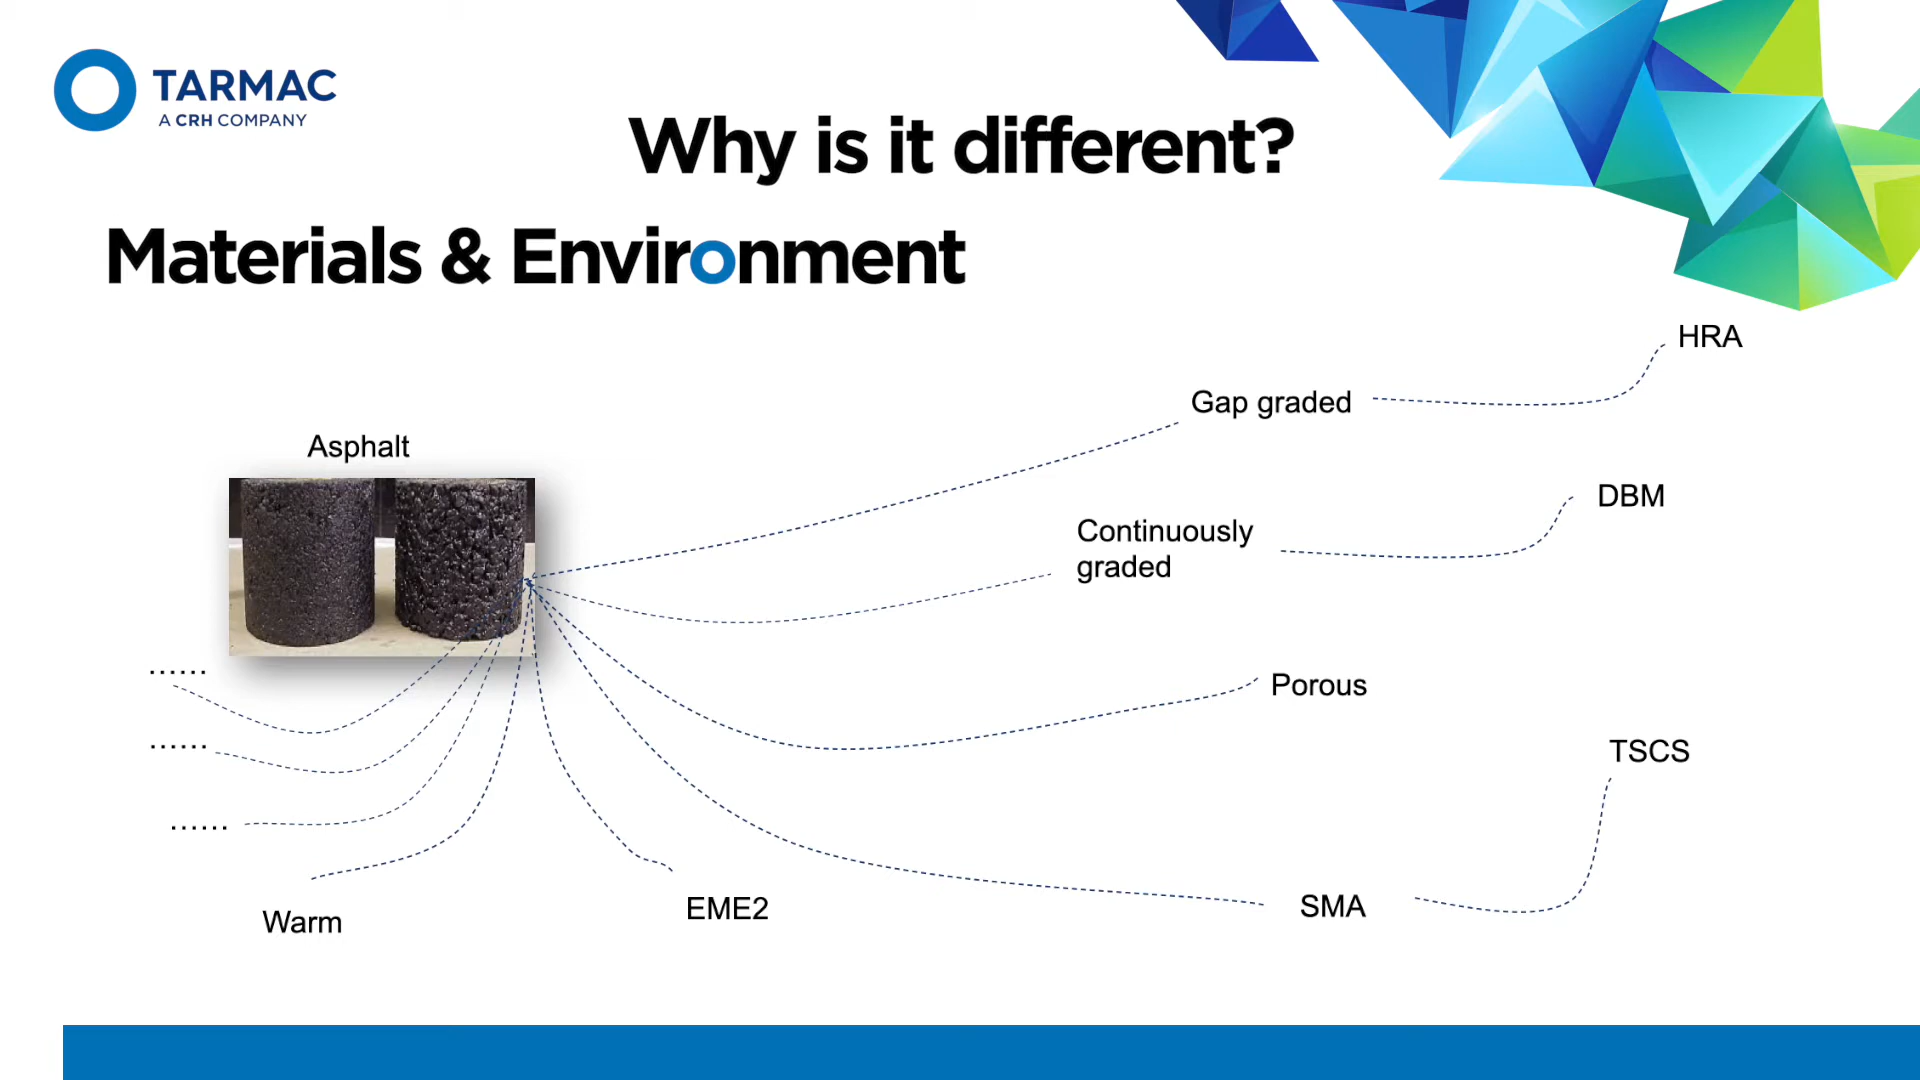 TARMAC
A CRH COMPANY
Why is it different?
Materials & Environment
HRA
Gap graded
Asphalt
DBM
Continuously
graded
......
Porous
......
TSCS
......
SMA
EME2
Warm